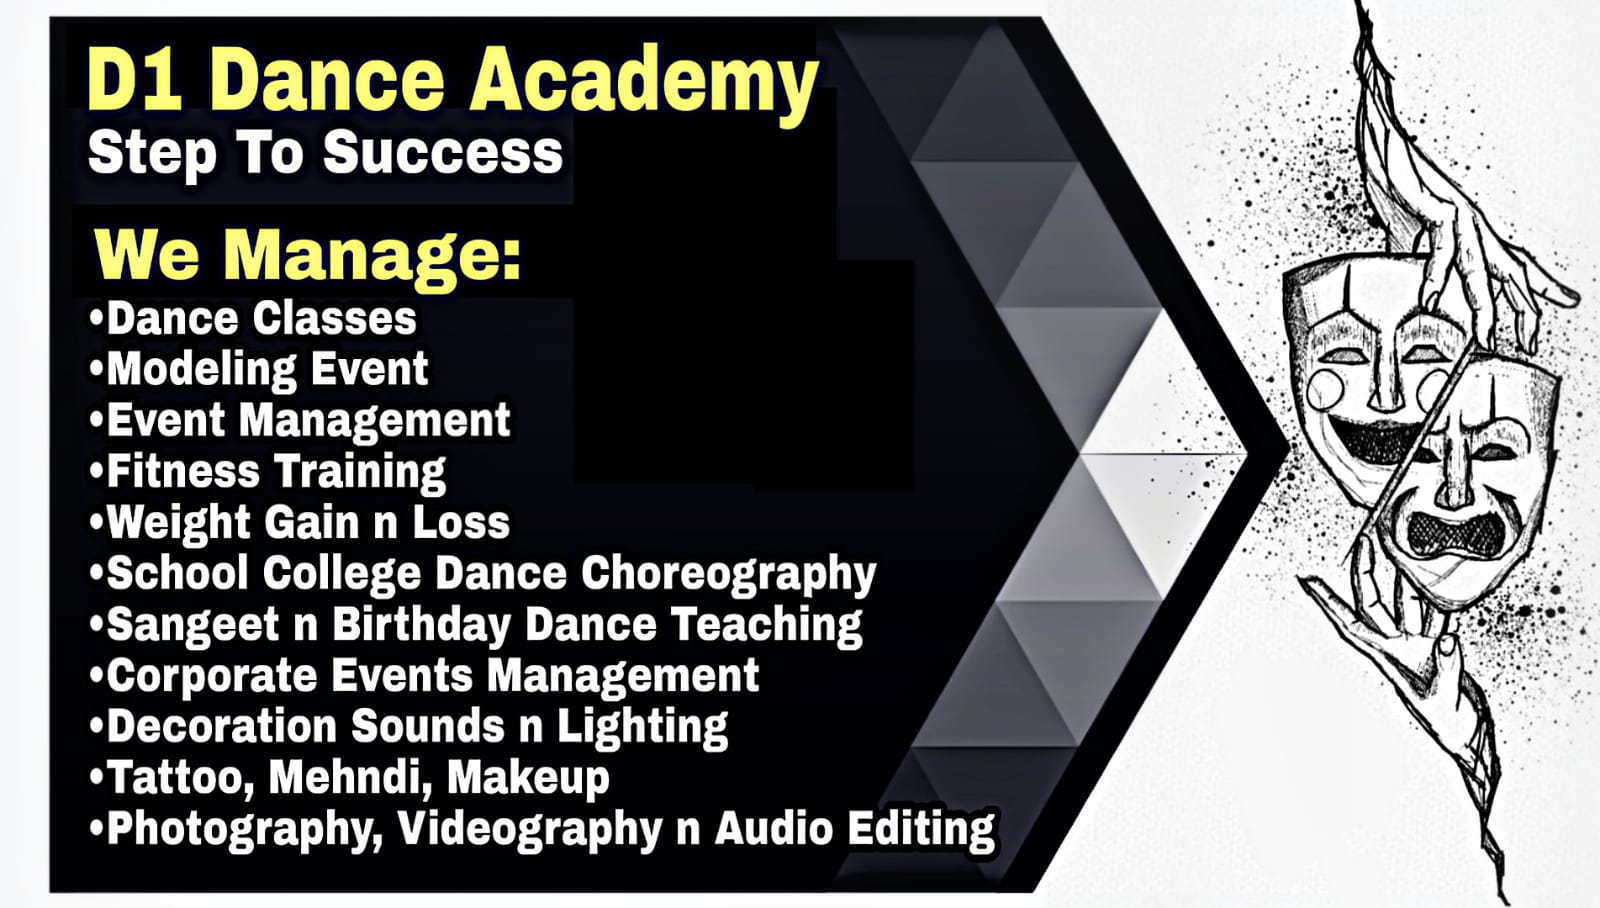 D1 Dance Academy
Step To Success
We Manage:
•Dance Classes
•Modeling Event
•Event Management
•Fitness Training
•Weight Gain n Loss
•School College Dance Choreography
•Sangeet n Birthday Dance Teaching
•Corporate Events Management
•Decoration Sounds n Lighting
•Tattoo, Mehndi, Makeup
•Photography, Videography n Audio Editing